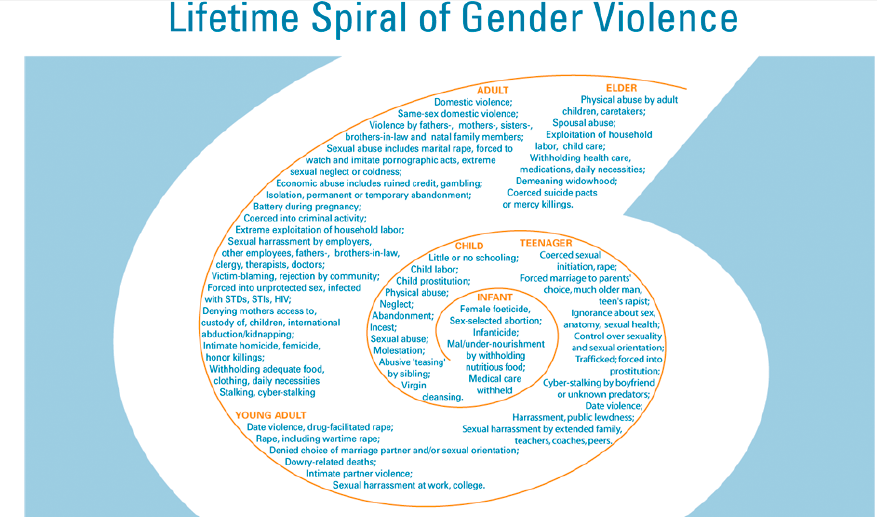 Lifetime Spiral of Gender Violence
INFANT
Female foeticide,
Sex-selected abortion;
Infanticide;
Mal/under-nourishment
by withholding
nutritious food;
Medical care
withheld
CHILD
Little or no schooling;
Child labor;
Child prostitution;
Physical abuse;
Neglect;
Abandonment;
Incest;
Sexual abuse;
Molestation;
Abusive 'teasing'
by sibling;
Virgin
cleansing.
TEENAGER
Coerced sexual
initiation, rape;
Forced marriage to parents'
choice, much older man,
teen's rapist;
Ignorance about sex,
anatomy, sexual health;
Control over sexuality
and sexual orientation;
Trafficked; forced into
prostitution;
Cyber-stalking by boyfriend
or unknown predators;
Date violence;
Harrassment, public lewdness;
Sexual harrassment by extended family,
teachers, coaches, peers.
YOUNG ADULT
Date violence, drug-facilitated rape;
Rape, including wartime rape;
Denied choice of marriage partner and/or sexual orientation;
Dowry-related deaths;
Intimate partner violence;
Sexual harrassment at work, college.
ADULT
Domestic violence;
Same-sex domestic violence;
Violence by fathers-, mothers-, sisters-,
brothers-in-law and natal family members;
Sexual abuse includes marital rape, forced to
watch and imitate pornographic acts, extreme
sexual neglect or coldness;
Economic abuse includes ruined credit, gambling;
Isolation, permanent or temporary abandonment;
Battery during pregnancy;
Coerced into criminal activity;
Extreme exploitation of household labor;
Sexual harrassment by employers,
other employees, fathers-, brothers-in-law,
clergy, therapists, doctors;
Victim-blaming, rejection by community;
Forced into unprotected sex, infected
with STDs, STIs, HIV;
Denying mothers access to,
custody of, children, international
abduction/kidnapping;
Intimate homicide, femicide,
honor killings;
Withholding adequate food,
clothing, daily necessities
Stalking, cyber-stalking
ELDER
Physical abuse by adult
children, caretakers;
Spousal abuse;
Exploitation of household
labor, child care;
Withholding health care,
medications, daily necessities;
Demeaning widowhood;
Coerced suicide pacts
or mercy killings.